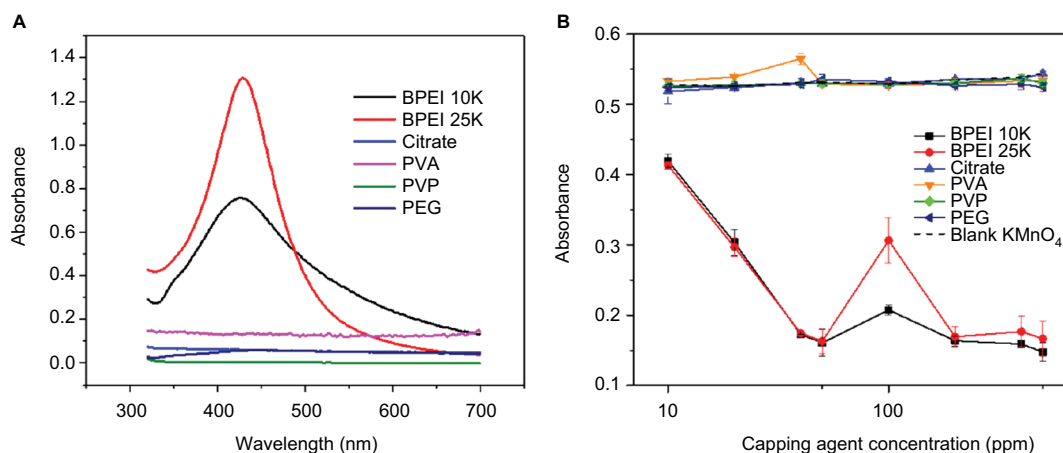 A
1.4
1.2
1.0
0.8
0.6
0.4
0.2
0.0
Absorbance
300
400
500
600
700
Wavelength (nm)
BPEI 10K
BPEI 25K
Citrate
PVA
PVP
PEG
B
0.6
0.5
0.4
0.3
0.2
0.1
Absorbance
10
100
Capping agent concentration (ppm)
BPEI 10K
BPEI 25K
Citrate
PVA
PVP
PEG
Blank KMnO₄